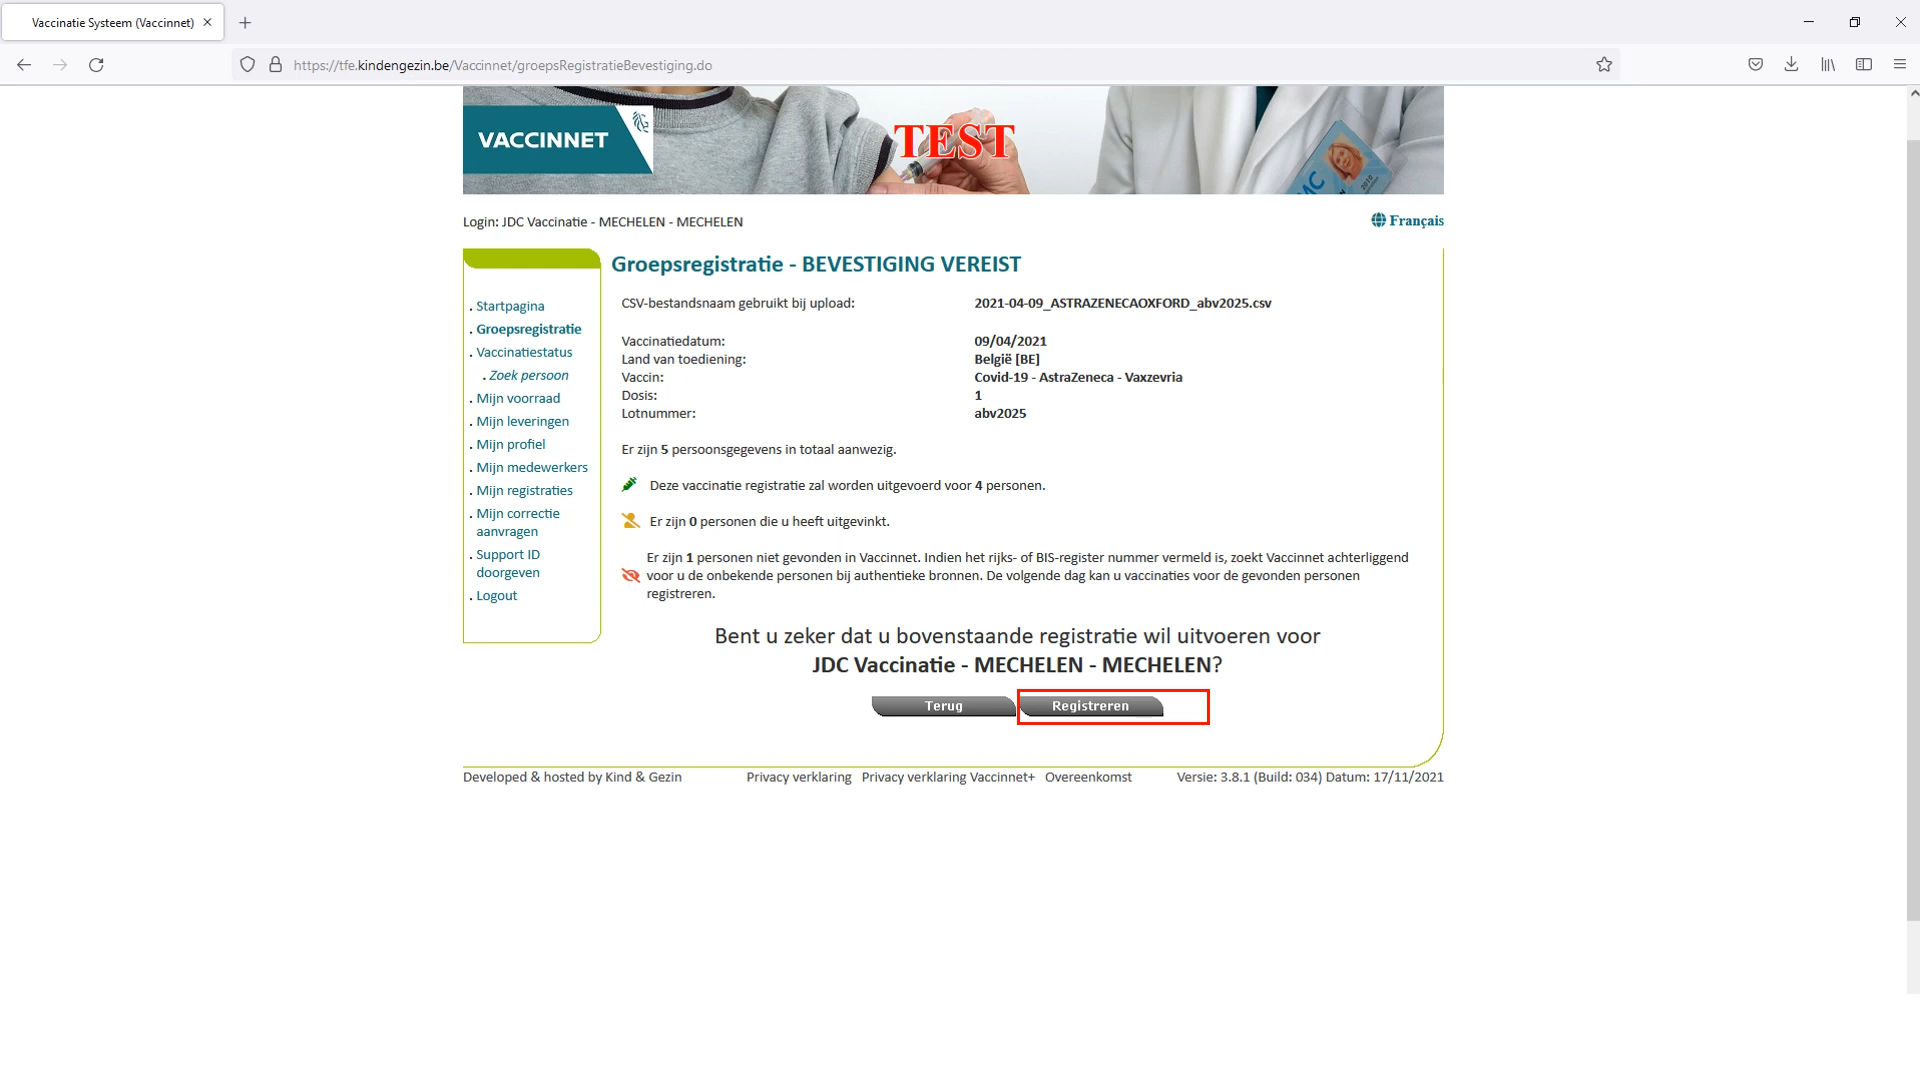 Vaccinatie Systeem (Vaccinnet)
https://tfe.kindengezin.be/Vaccinnet/groepsRegistratieBevestiging.do
VACCINNET
TEST
MC
2010
Login: JDC Vaccinatie - MECHELEN - MECHELEN
Français
. Startpagina
. Groepsregistratie
. Vaccinatiestatus
. Zoek persoon
. Mijn voorraad
. Mijn leveringen
. Mijn profiel
. Mijn medewerkers
. Mijn registraties
. Mijn correctie
aanvragen
. Support ID
doorgeven
. Logout
Groepsregistratie - BEVESTIGING VEREIST
CSV-bestandsnaam gebruikt bij upload: 2021-04-09_ASTRAZENECAOXFORD_abv2025.csv
Vaccinatiedatum: 09/04/2021
Land van toediening: België [BE]
Vaccin: Covid-19 - AstraZeneca - Vaxzevria
Dosis: 1
Lotnummer: abv2025
Er zijn 5 persoonsgegevens in totaal aanwezig.
Deze vaccinatie registratie zal worden uitgevoerd voor 4 personen.
Er zijn 0 personen die u heeft uitgevinkt.
Er zijn 1 personen niet gevonden in Vaccinnet. Indien het rijks- of BIS-register nummer vermeld is, zoekt Vaccinnet achterliggend
voor u de onbekende personen bij authentieke bronnen. De volgende dag kan u vaccinaties voor de gevonden personen
registreren.
Bent u zeker dat u bovenstaande registratie wil uitvoeren voor
JDC Vaccinatie - MECHELEN - MECHELEN?
Terug Registreren
Developed & hosted by Kind & Gezin Privacy verklaring Privacy verklaring Vaccinnet+ Overeenkomst Versie: 3.8.1 (Build: 034) Datum: 17/11/2021